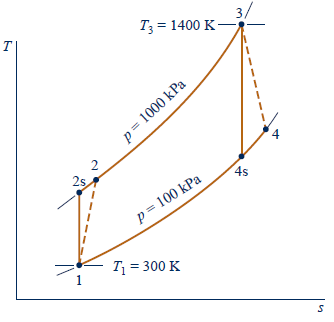 3
T₃ = 1400 K
T
p = 1000 kPa
2
2s
4
4s
p = 100 kPa
T₁ = 300 K
1
s